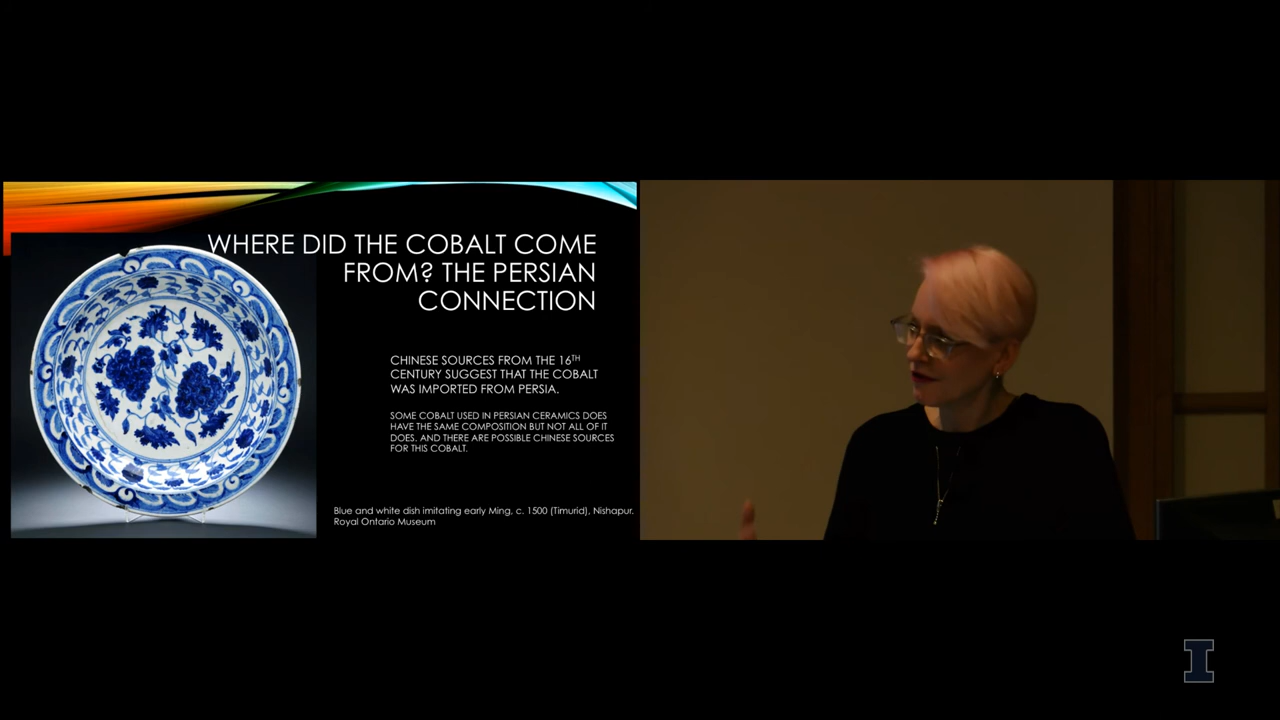 WHERE DID THE COBALT COME
FROM? THE PERSIAN
CONNECTION
CHINESE SOURCES FROM THE 16TH
CENTURY SUGGEST THAT THE COBALT
WAS IMPORTED FROM PERSIA.
SOME COBALT USED IN PERSIAN CERAMICS DOES
HAVE THE SAME COMPOSITION BUT NOT ALL OF IT
DOES. AND THERE ARE POSSIBLE CHINESE SOURCES
FOR THIS COBALT.
Blue and white dish imitating early Ming, c. 1500 (Timurid), Nishapur.
Royal Ontario Museum
I